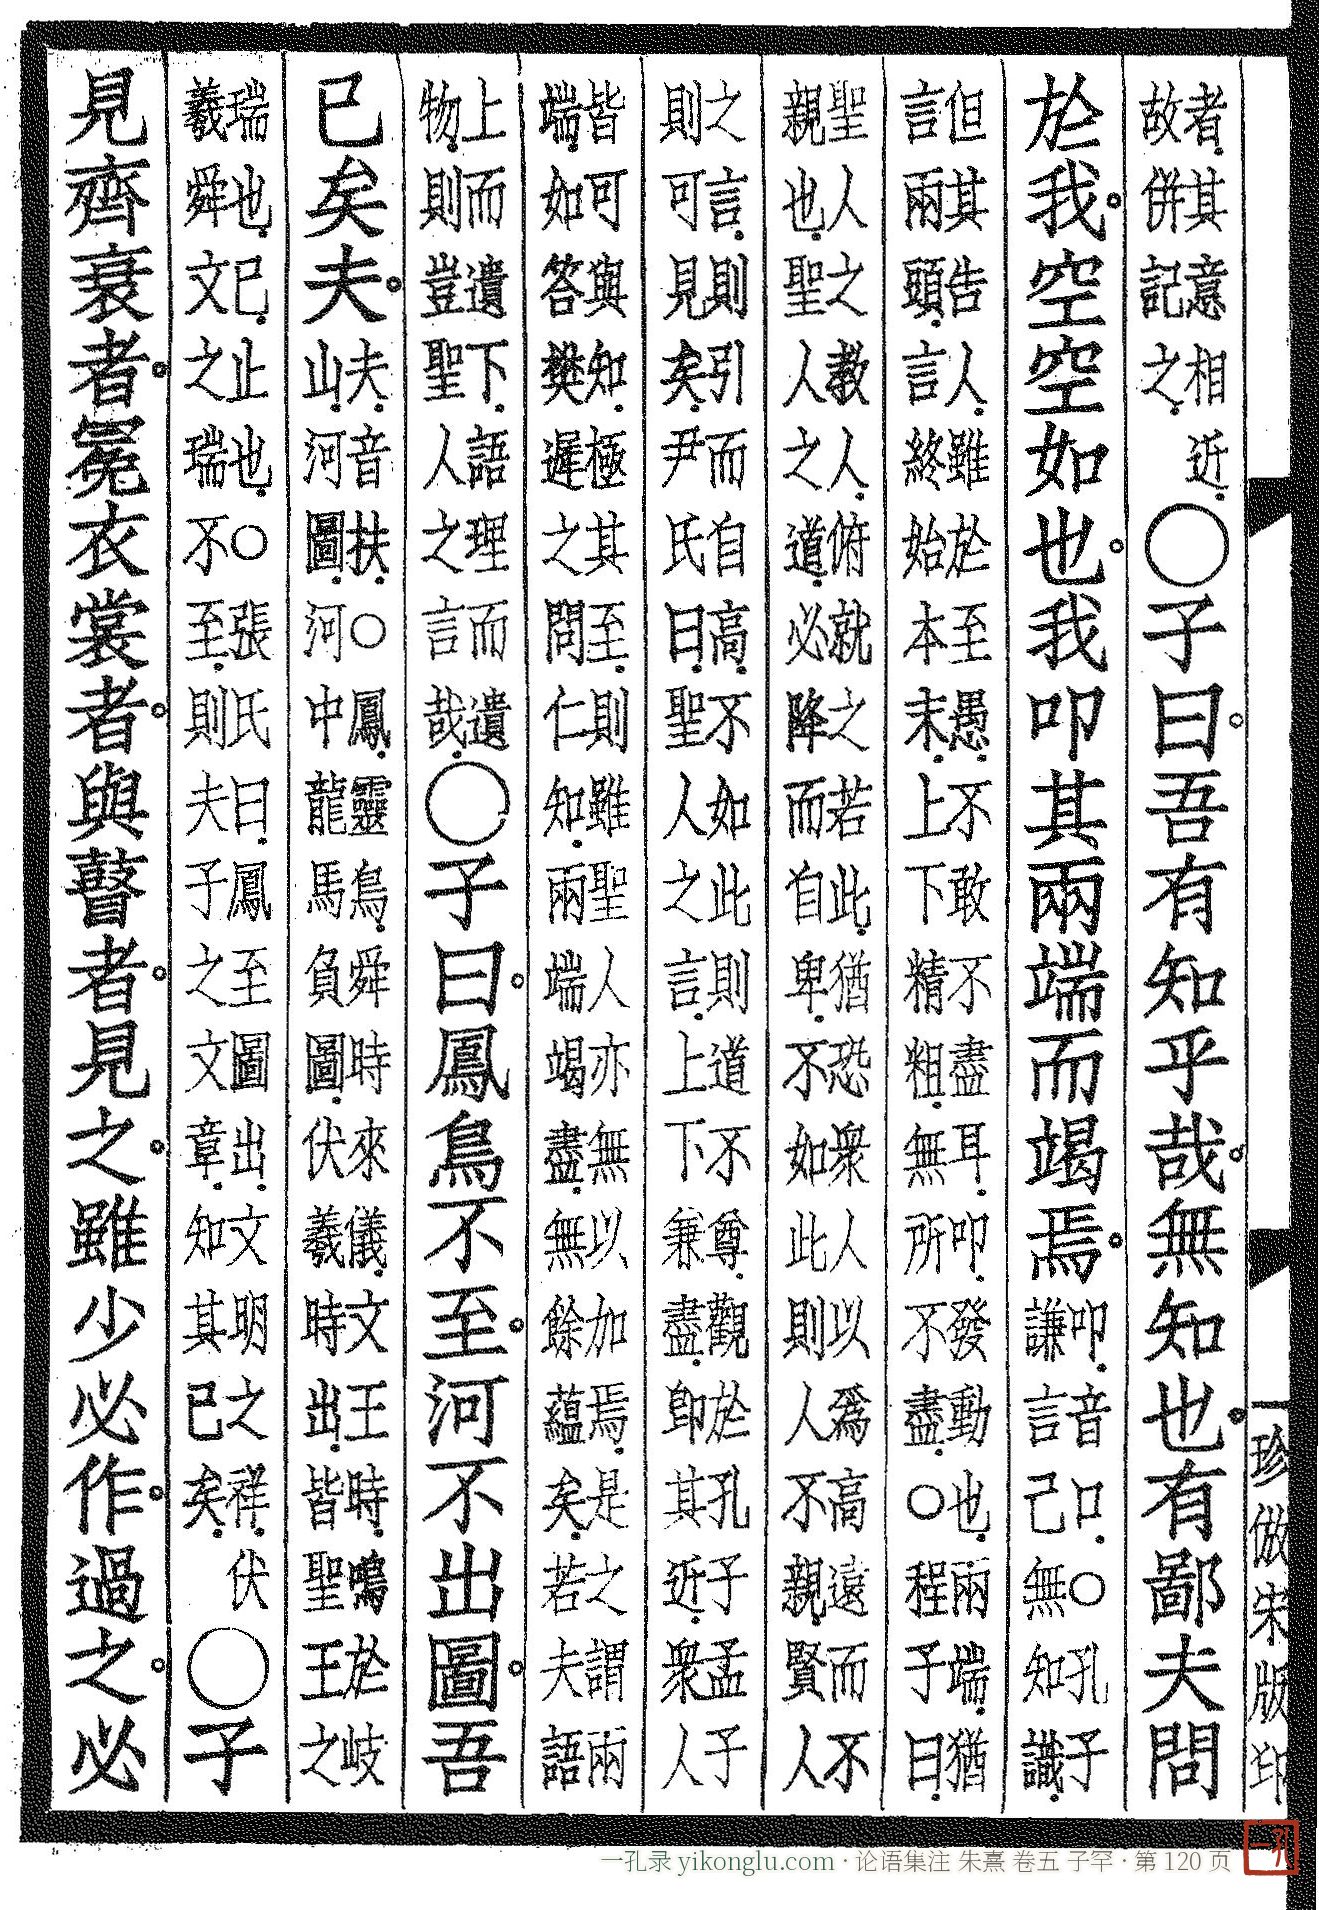 珍倣宋版印
者其意相近
故併記之
○子曰吾有知乎哉無知也有鄙夫問
於我空空如也我叩其兩端而竭焉
叩音口○孔子
謙言己無知識
但其告人雖於至愚不敢不盡耳叩發動也兩端猶
言兩頭言終始本末上下精粗無所不盡○程子曰
聖人之教人俯就之若此猶恐衆人以爲高遠而不
親也聖人之道必降而自卑不如此則人不親賢人
之言則引而自高不如此則道不尊觀於孔子孟子
則可見矣尹氏曰聖人之言上下兼盡卽其近衆人
皆可與知極其至則雖聖人亦無以加焉是之謂兩
端如答樊遲之問仁知兩端竭盡無餘蘊矣若夫語
上而遺下語理而遺
物則豈聖人之言哉
○子曰鳳鳥不至河不出圖吾
已矣夫
夫音扶○鳳靈鳥舜時來儀文王時鳴於岐
山河圖河中龍馬負圖伏羲時出皆聖王之
瑞也已止也○張氏曰鳳至圖出文明之祥伏
羲舜文之瑞不至則夫子之文章知其已矣
○子
見齊衰者冕衣裳者與瞽者見之雖少必作過之必
一孔录 yikonglu.com · 论语集注 朱熹 卷五 子罕 · 第 120 页
一孔